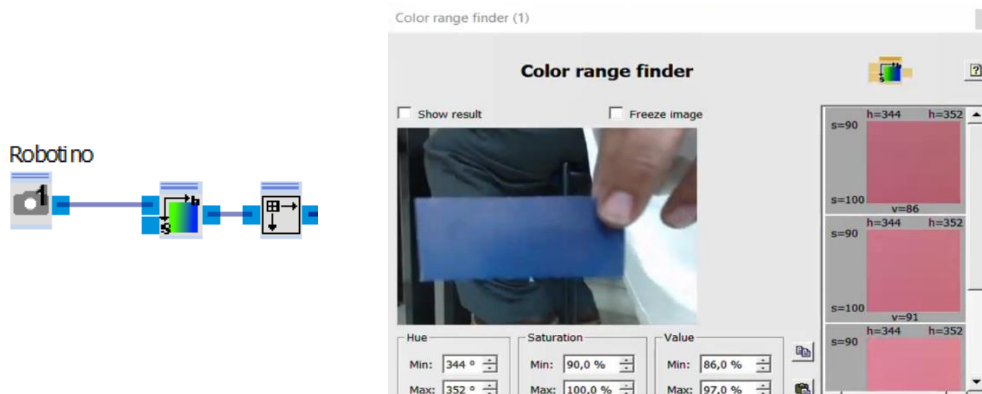 Color range finder (1)
Color range finder
Show result
Freeze image
Robotino
1
h
s
h
s
h=344 h=352
s=90
s=100
v=86
h=344 h=352
s=90
s=100
v=91
h=344 h=352
s=90
Hue
Saturation
Value
Min: 344 º
Min: 90,0 %
Min: 86,0 %
Max: 352 º
Max: 100,0 %
Max: 97,0 %
?